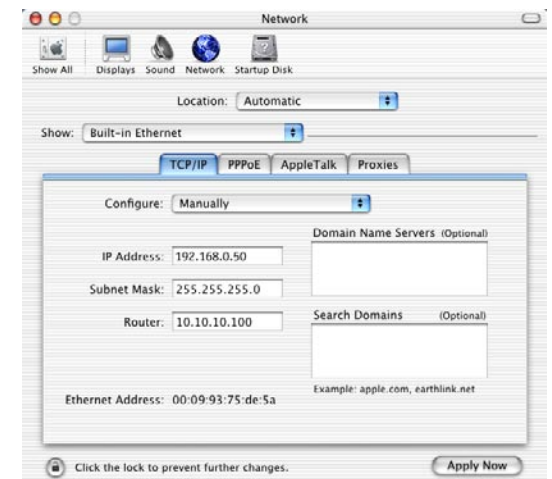 Network
Show All Displays Sound Network Startup Disk
Location: Automatic
Show: Built-in Ethernet
TCP/IP PPPoE AppleTalk Proxies
Configure: Manually
Domain Name Servers (Optional)
IP Address: 192.168.0.50
Subnet Mask: 255.255.255.0
Search Domains (Optional)
Router: 10.10.10.100
Example: apple.com, earthlink.net
Ethernet Address: 00:09:93:75:de:5a
Click the lock to prevent further changes.
Apply Now